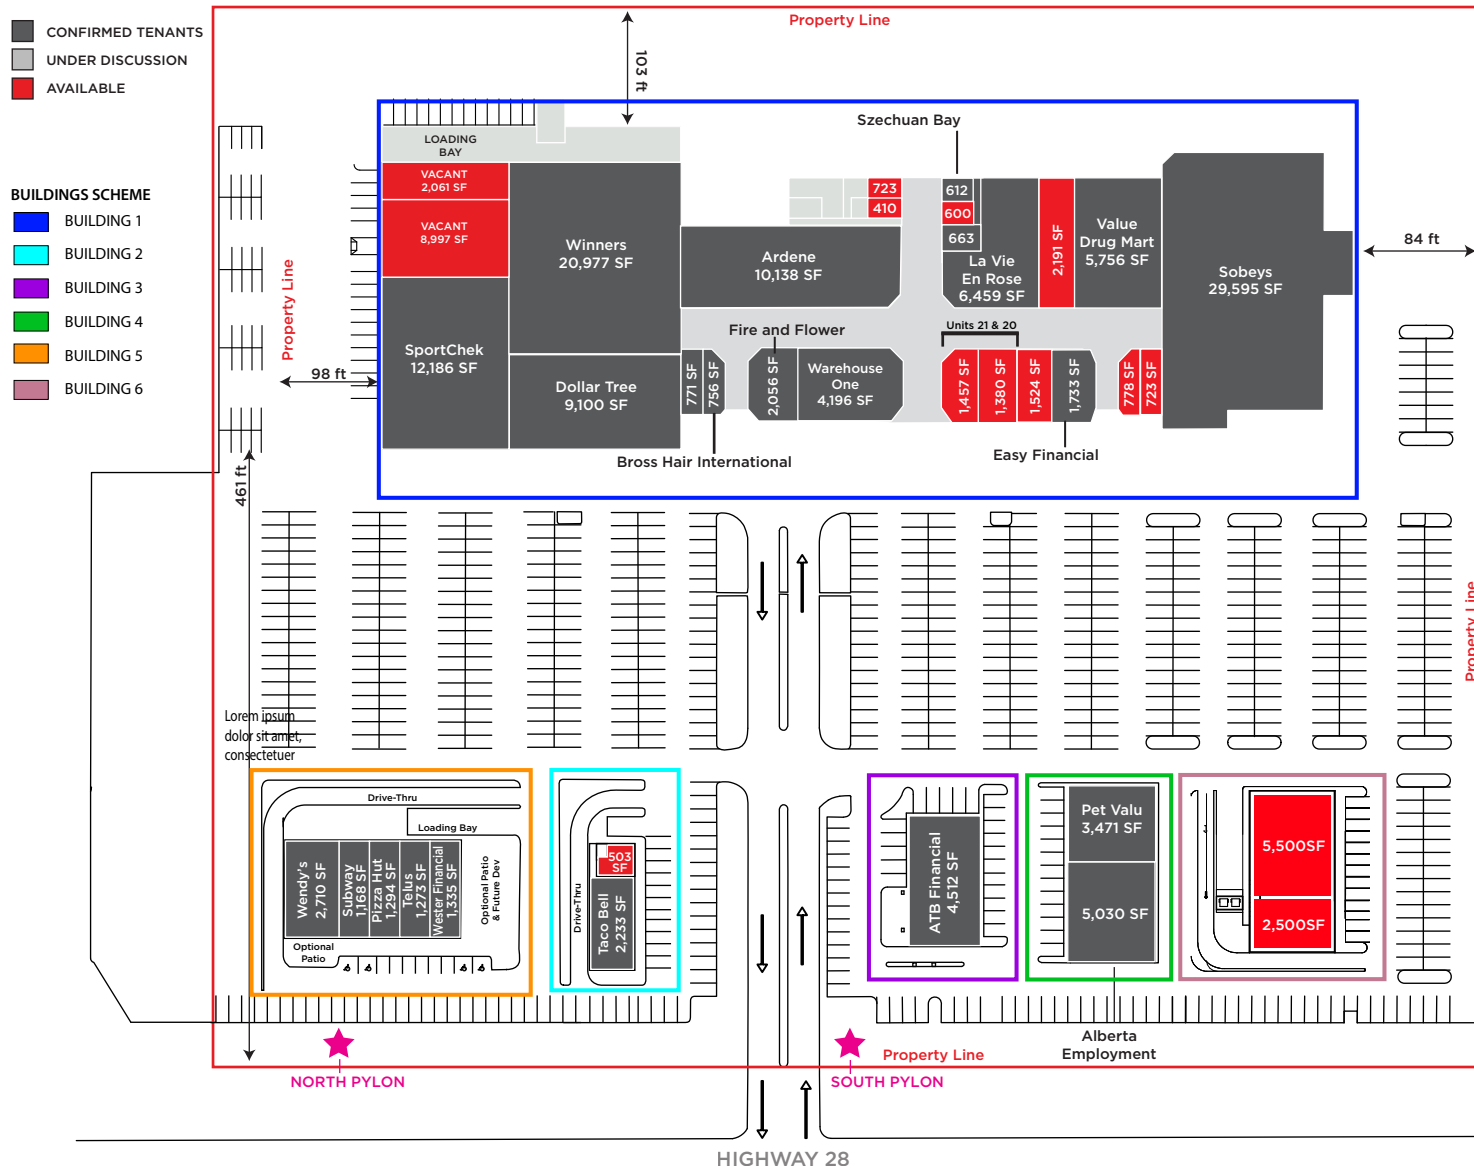 CONFIRMED TENANTS
UNDER DISCUSSION
AVAILABLE
BUILDINGS SCHEME
BUILDING 1
BUILDING 2
BUILDING 3
BUILDING 4
BUILDING 5
BUILDING 6
Property Line
103 ft
Szechuan Bay
LOADING
BAY
VACANT
2,061 SF
VACANT
8,997 SF
Winners
20,977 SF
SportChek
12,186 SF
Dollar Tree
9,100 SF
723
410
Ardene
10,138 SF
612
600
663
La Vie
En Rose
6,459 SF
2,191 SF
Value
Drug Mart
5,756 SF
Sobeys
29,595 SF
84 ft
Property Line
98 ft
Fire and Flower
Units 21 & 20
771 SF
756 SF
2,056 SF
Warehouse
One
4,196 SF
1,457 SF
1,380 SF
1,524 SF
1,733 SF
778 SF
723 SF
Bross Hair International
Easy Financial
461 ft
Property Line
Lorem ipsum
dolor sit amet,
consectetuer
Drive-Thru
Loading Bay
Wendy's
2,710 SF
Subway
1,168 SF
Pizza Hut
1,294 SF
Telus
1,273 SF
Wester Financial
1,335 SF
Optional Patio
& Future Dev
Optional
Patio
Drive-Thru
503
SF
Taco Bell
2,233 SF
ATB Financial
4,512 SF
Pet Valu
3,471 SF
5,030 SF
5,500SF
2,500SF
Alberta
Employment
Property Line
NORTH PYLON
SOUTH PYLON
HIGHWAY 28